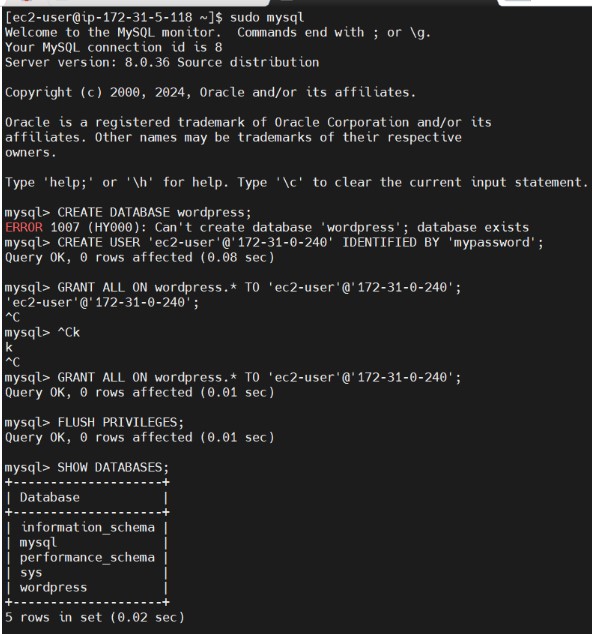 [ec2-user@ip-172-31-5-118 ~]$ sudo mysql
Welcome to the MySQL monitor.  Commands end with ; or \g.
Your MySQL connection id is 8
Server version: 8.0.36 Source distribution
Copyright (c) 2000, 2024, Oracle and/or its affiliates.
Oracle is a registered trademark of Oracle Corporation and/or its
affiliates. Other names may be trademarks of their respective
owners.
Type 'help;' or '\h' for help. Type '\c' to clear the current input statement.
mysql> CREATE DATABASE wordpress;
ERROR 1007 (HY000): Can't create database 'wordpress'; database exists
mysql> CREATE USER 'ec2-user'@'172-31-0-240' IDENTIFIED BY 'mypassword';
Query OK, 0 rows affected (0.08 sec)
mysql> GRANT ALL ON wordpress.* TO 'ec2-user'@'172-31-0-240';
'ec2-user'@'172-31-0-240';
^C
mysql> ^Ck
k
^C
mysql> GRANT ALL ON wordpress.* TO 'ec2-user'@'172-31-0-240';
Query OK, 0 rows affected (0.01 sec)
mysql> FLUSH PRIVILEGES;
Query OK, 0 rows affected (0.01 sec)
mysql> SHOW DATABASES;
+--------------------+
| Database           |
+--------------------+
| information_schema |
| mysql              |
| performance_schema |
| sys                |
| wordpress          |
+--------------------+
5 rows in set (0.02 sec)